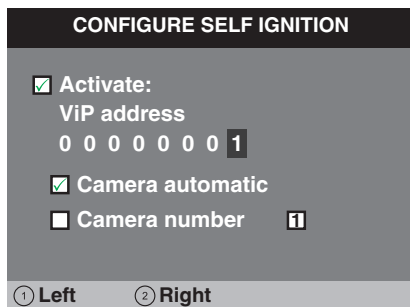 CONFIGURE SELF IGNITION
Activate:
ViP address
0 0 0 0 0 0 0 1
Camera automatic
Camera number 1
1 Left 2 Right